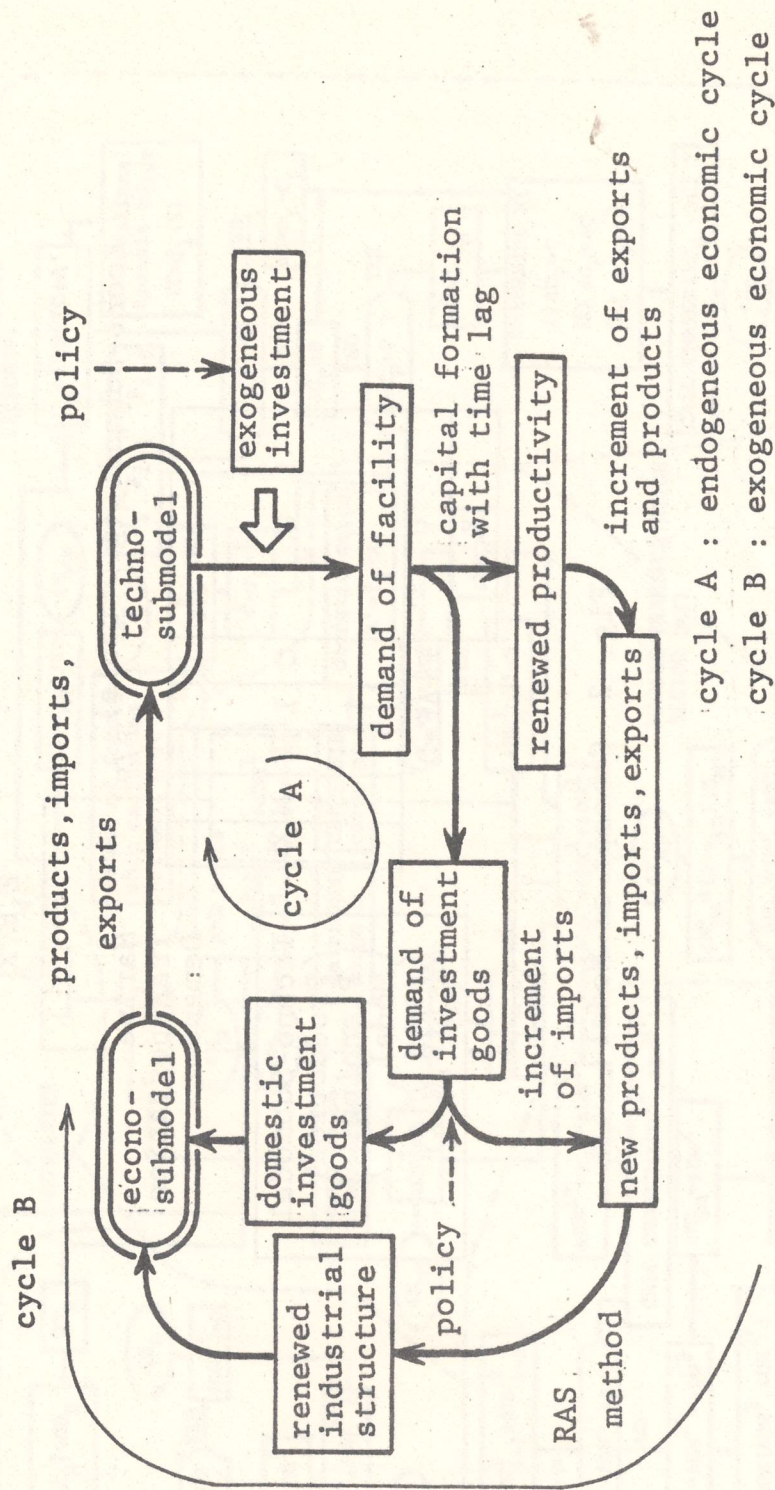 cycle B
products,imports,
exports
policy
econo-
submodel
techno-
submodel
exogeneous
investment
renewed
industrial
structure
domestic
investment
goods
cycle A
demand of facility
policy
demand of
investment
goods
capital formation
with time lag
renewed productivity
increment
of imports
increment of exports
and products
RAS
method
new products,imports,exports
cycle A : endogeneous economic cycle
cycle B : exogeneous economic cycle